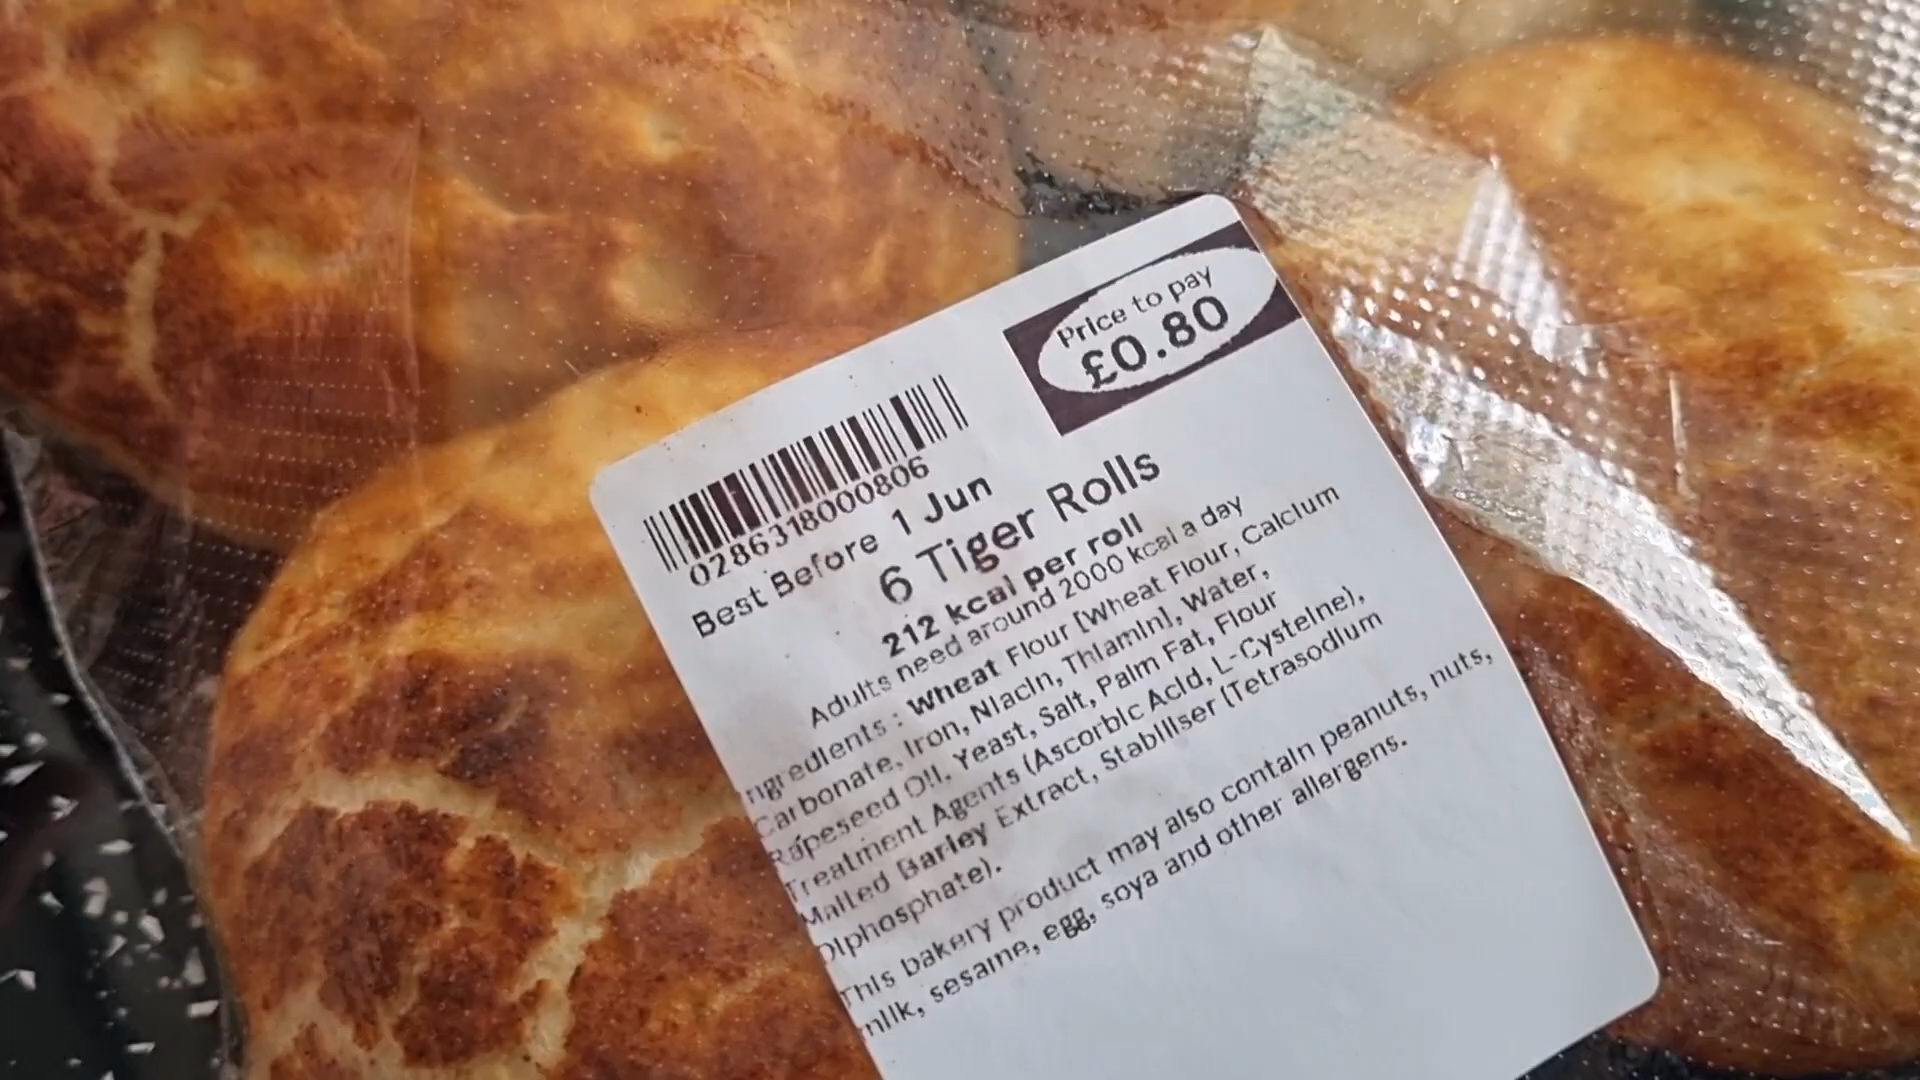 Price to pay
£0.80
0286318000806
Best Before 1 Jun
6 Tiger Rolls
212 kcal per roll
Adults need around 2000 kcal a day
Ingredients : Wheat Flour [Wheat Flour, Calcium
Carbonate, Iron, Niacin, Thiamin], Water,
Rapeseed Oil, Yeast, Salt, Palm Fat, Flour
Treatment Agents (Ascorbic Acid, L-Cysteine),
Malted Barley Extract, Stabiliser (Tetrasodium
Diphosphate).
This bakery product may also contain peanuts, nuts,
milk, sesame, egg, soya and other allergens.